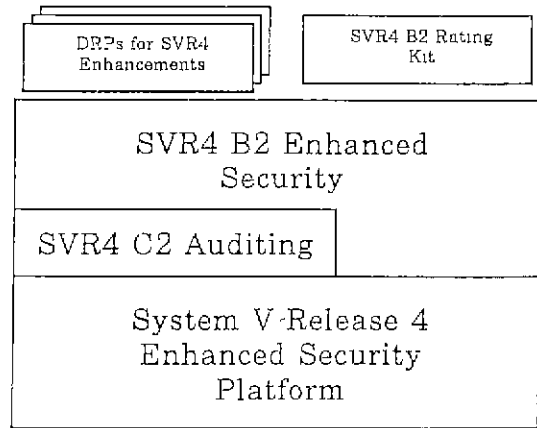 DRPs for SVR4
Enhancements
SVR4 B2 Rating
Kit
SVR4 B2 Enhanced
Security
SVR4 C2 Auditing
System V-Release 4
Enhanced Security
Platform